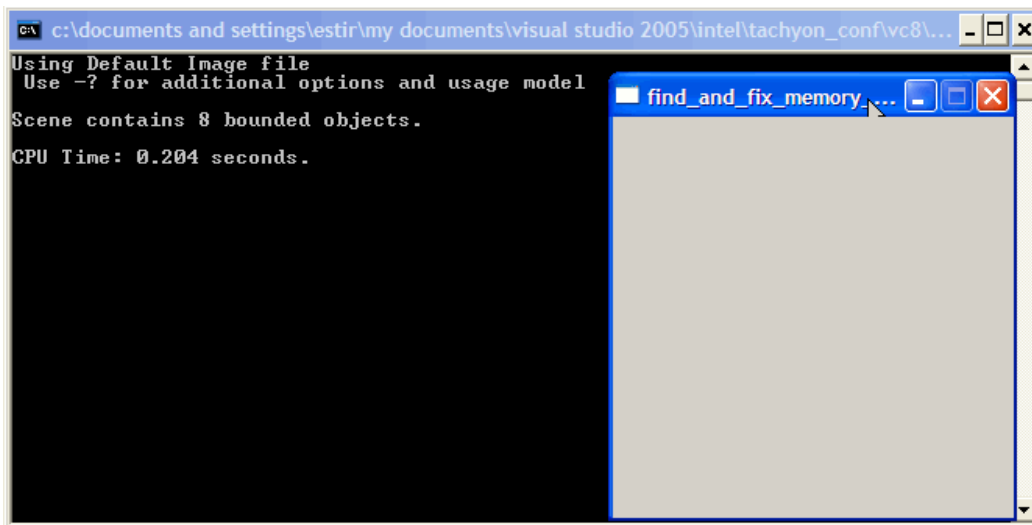 c:\documents and settings\estir\my documents\visual studio 2005\intel\tachyon_conf\vc8\...
Using Default Image file
Use -? for additional options and usage model
find_and_fix_memory_...
Scene contains 8 bounded objects.
CPU Time: 0.204 seconds.